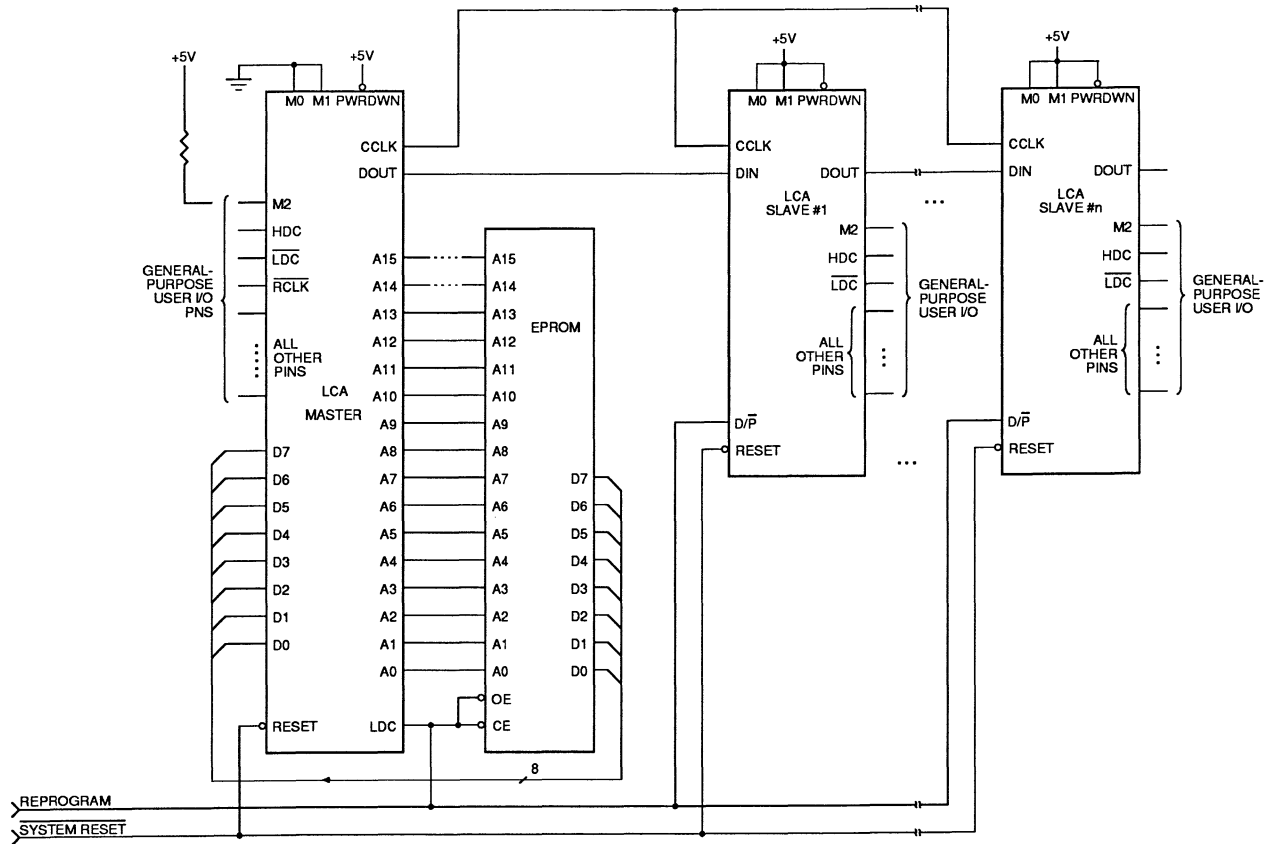 +5V
+5V
M0 M1 PWRDWN
CCLK
DOUT
M2
HDC
LDC
RCLK
GENERAL-
PURPOSE
USER I/O
PNS
ALL
OTHER
PINS
LCA
MASTER
A15
A14
A13
A12
A11
A10
A9
A8
A7
A6
A5
A4
A3
A2
A1
A0
D7
D6
D5
D4
D3
D2
D1
D0
RESET
LDC
EPROM
A15
A14
A13
A12
A11
A10
A9
A8
A7
A6
A5
A4
A3
A2
A1
A0
D7
D6
D5
D4
D3
D2
D1
D0
OE
CE
8
+5V
M0 M1 PWRDWN
CCLK
DIN
DOUT
LCA
SLAVE #1
M2
HDC
LDC
GENERAL-
PURPOSE
USER I/O
ALL
OTHER
PINS
D/P
RESET
...
...
+5V
M0 M1 PWRDWN
CCLK
DIN
DOUT
LCA
SLAVE #n
M2
HDC
LDC
GENERAL-
PURPOSE
USER I/O
ALL
OTHER
PINS
D/P
RESET
REPROGRAM
SYSTEM RESET